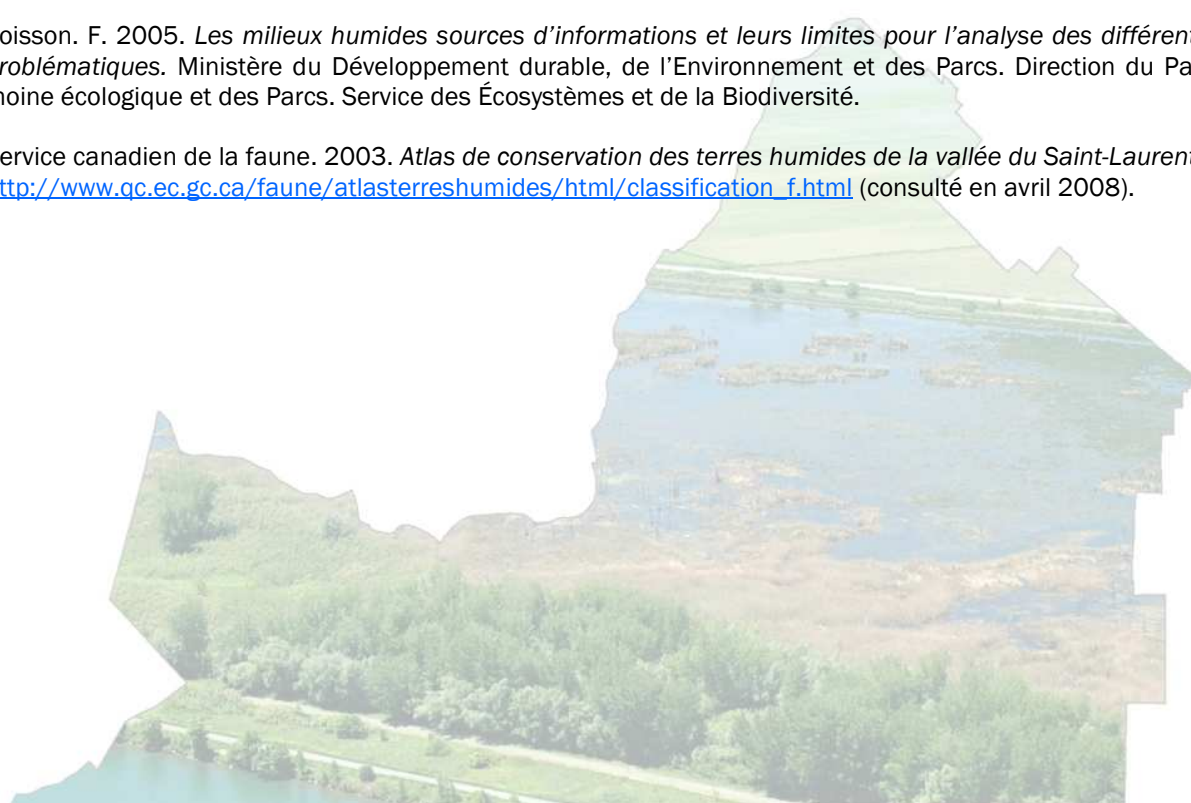 oisson. F. 2005. Les milieux humides sources d’informations et leurs limites pour l’analyse des différent
roblématiques. Ministère du Développement durable, de l’Environnement et des Parcs. Direction du Pa
moine écologique et des Parcs. Service des Écosystèmes et de la Biodiversité.
ervice canadien de la faune. 2003. Atlas de conservation des terres humides de la vallée du Saint-Laurent
ttp://www.qc.ec.gc.ca/faune/atlasterreshumides/html/classification_f.html (consulté en avril 2008).